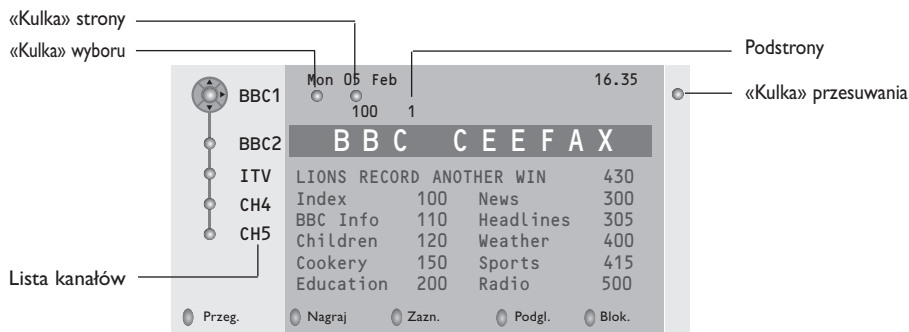 «Kulka» strony
«Kulka» wyboru
Podstrony
Mon 05 Feb 16.35
BBC1
«Kulka» przesuwania
100 1
BBC2
BBC CEEFAX
ITV
LIONS RECORD ANOTHER WIN 430
CH4
Index 100 News 300
BBC Info 110 Headlines 305
CH5
Children 120 Weather 400
Cookery 150 Sports 415
Lista kanałów
Education 200 Radio 500
Przeg. Nagraj Zazn. Podgl. Blok.